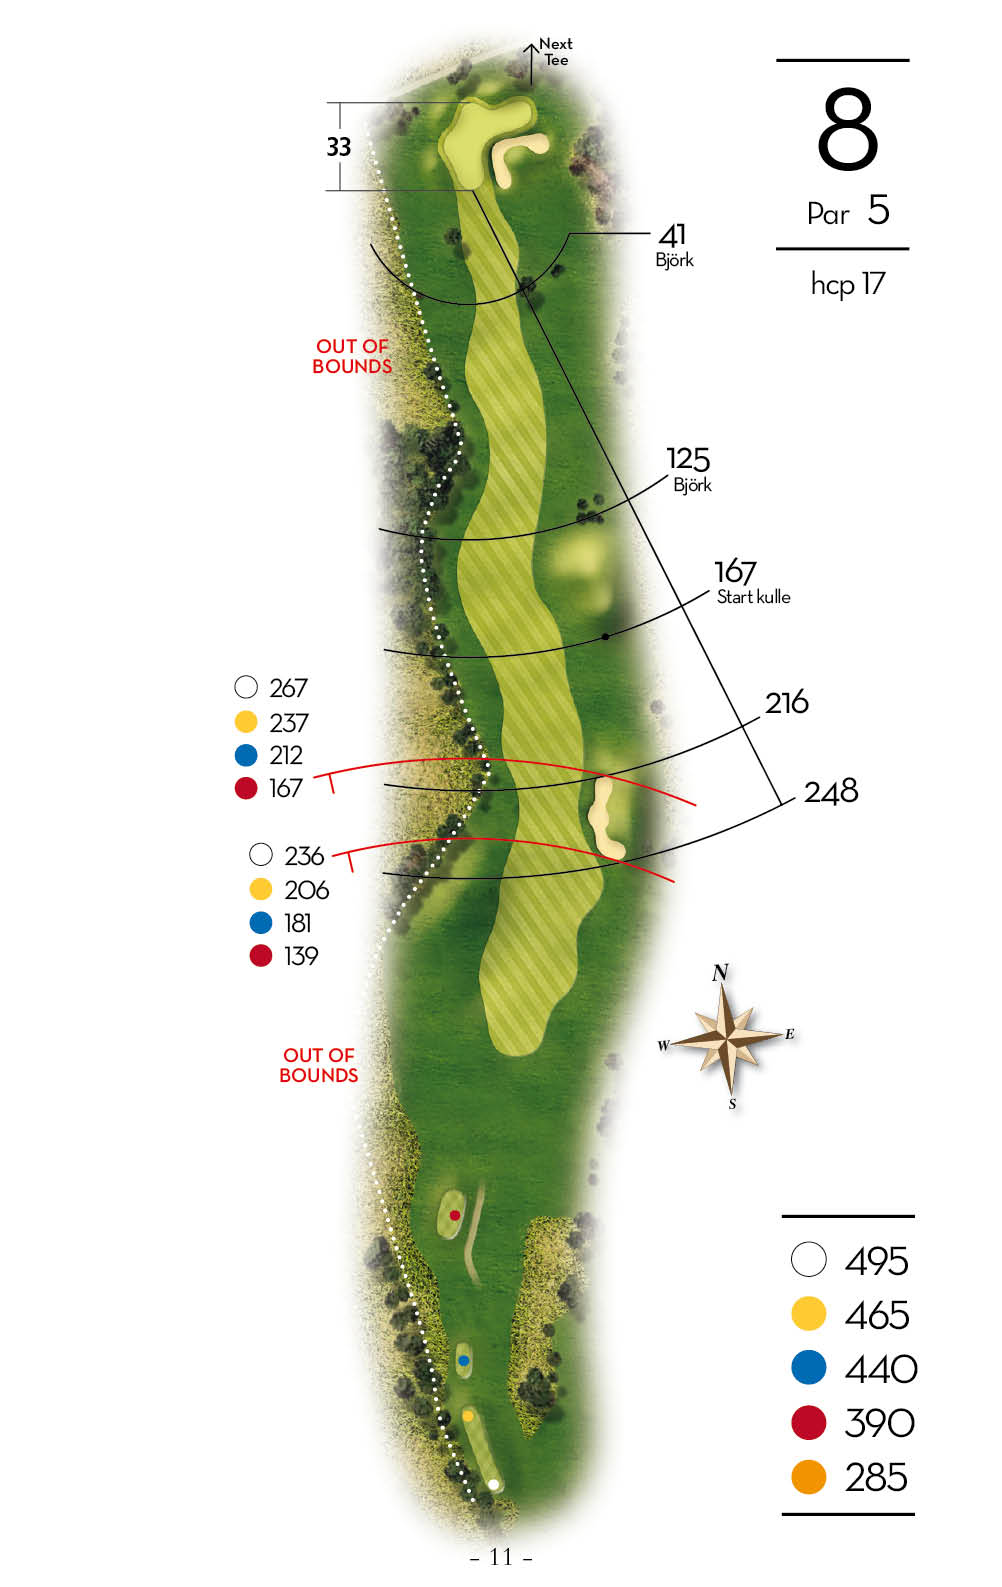 Next
Tee
8
Par 5
hcp 17
33
41
Björk
OUT OF
BOUNDS
125
Björk
167
Start kulle
267
237
212
167
216
248
236
206
181
139
N
W
E
S
OUT OF
BOUNDS
495
465
440
390
285
- 11 -